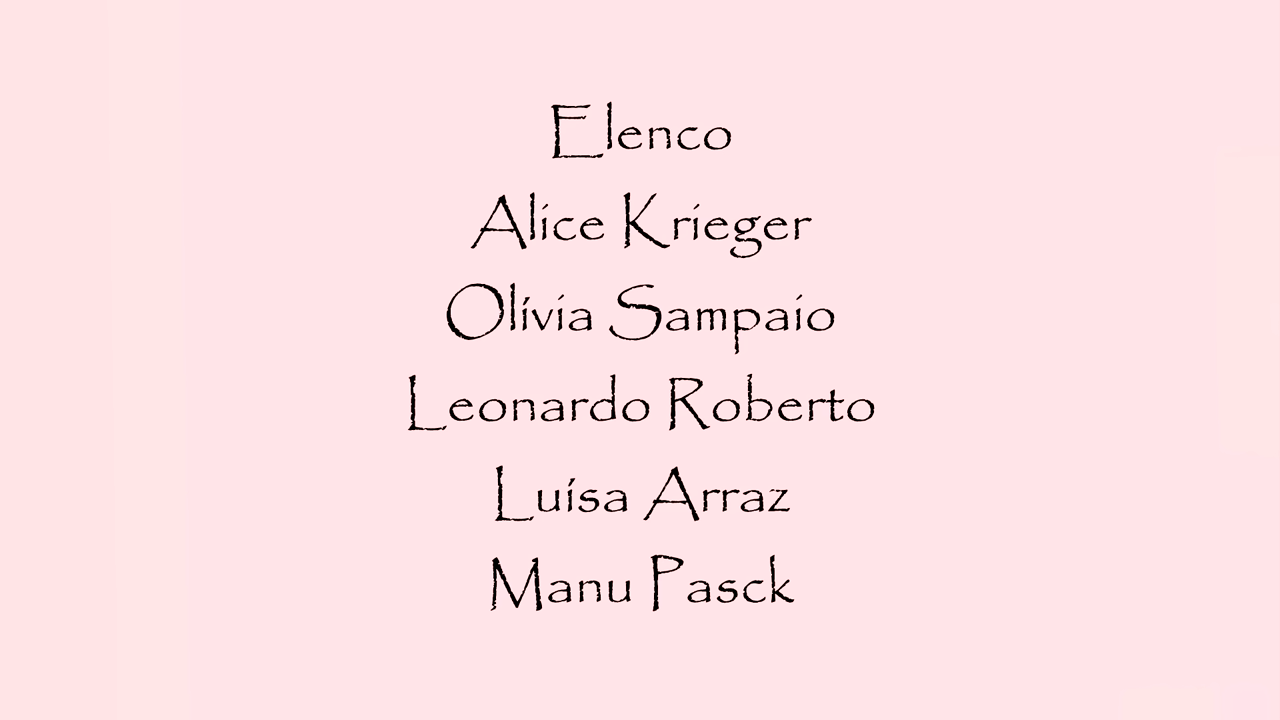 Elenco
Alice Krieger
Olívia Sampaio
Leonardo Roberto
Luísa Arraz
Manu Pasck